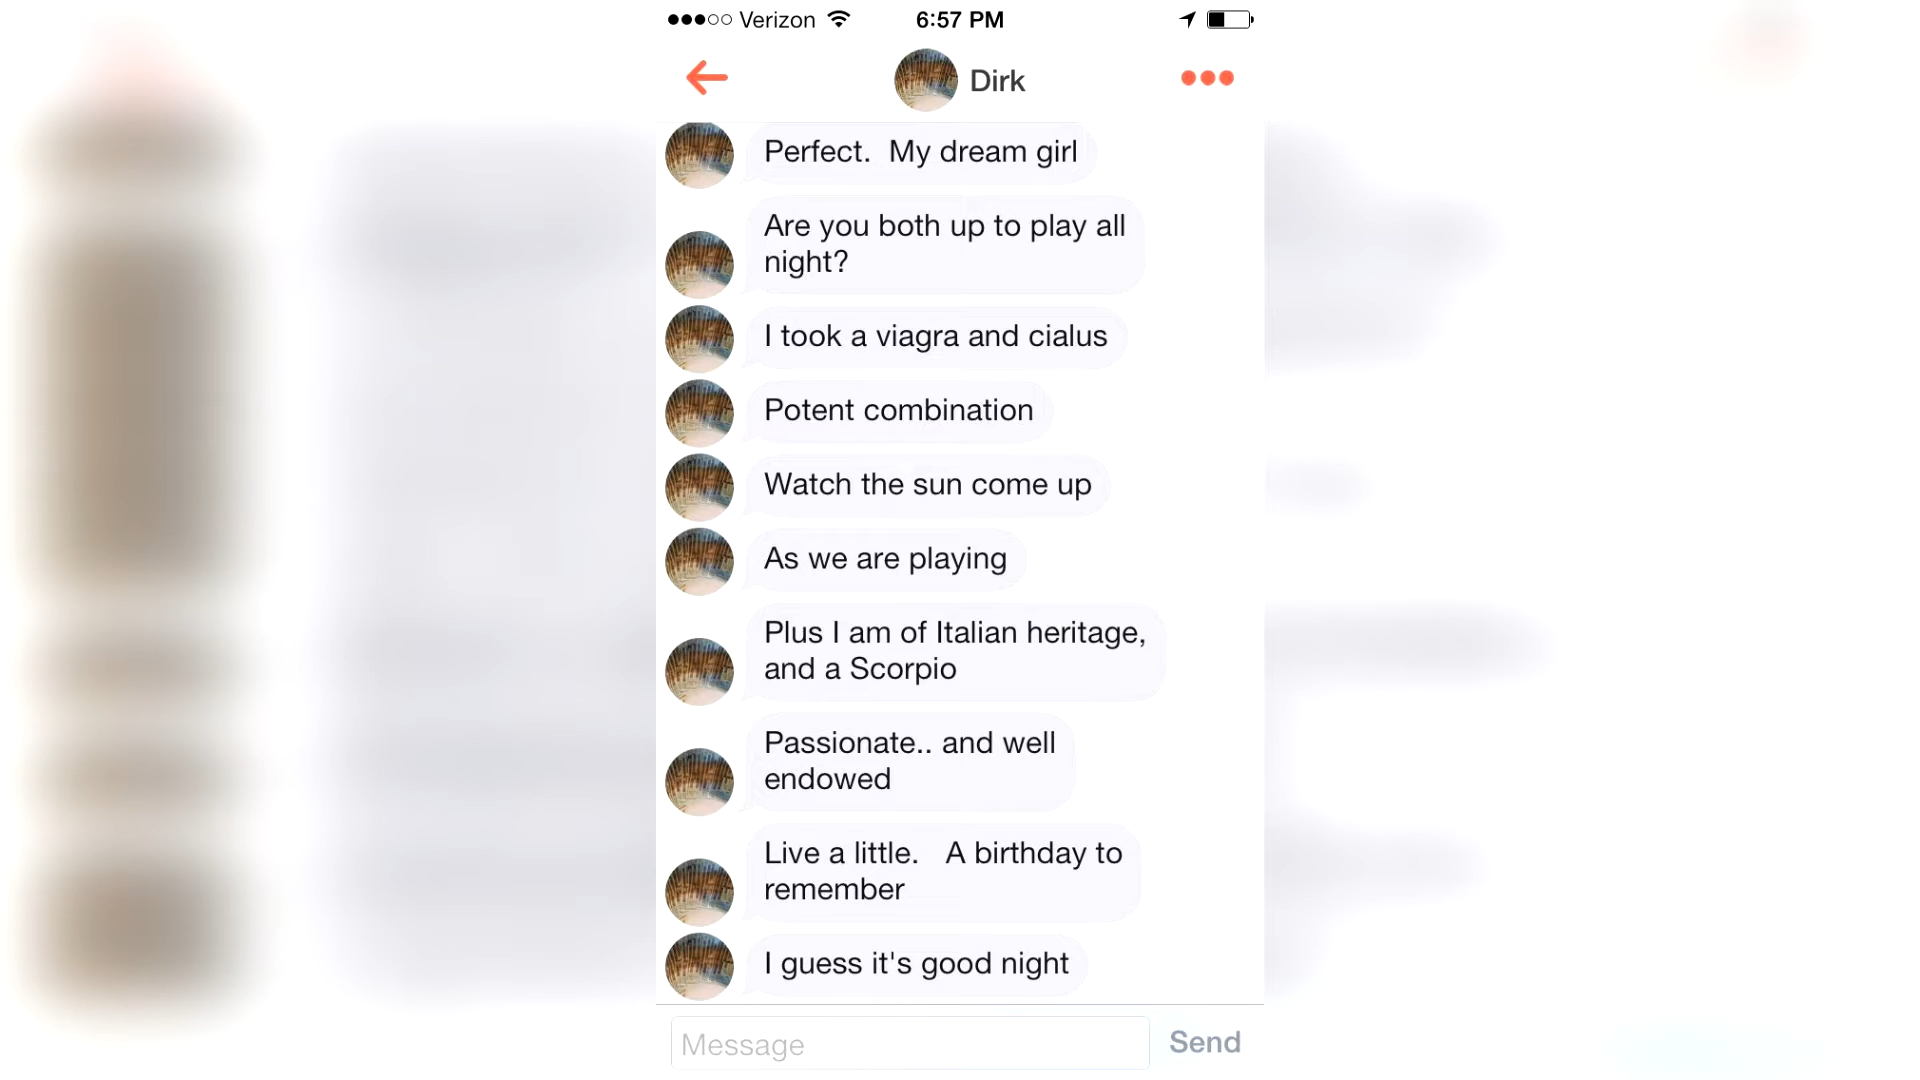 Verizon
6:57 PM
Dirk
Perfect.  My dream girl
Are you both up to play all
night?
I took a viagra and cialus
Potent combination
Watch the sun come up
As we are playing
Plus I am of Italian heritage,
and a Scorpio
Passionate.. and well
endowed
Live a little.   A birthday to
remember
I guess it's good night
Message
Send